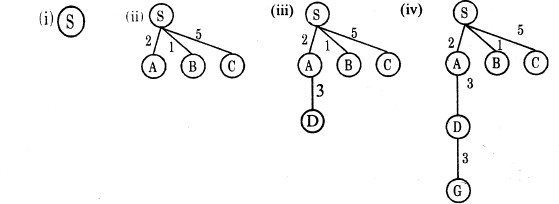 (i) S
(ii) S
2 1 5
A B C
(iii) S
2 1 5
A B C
3
D
(iv) S
2 1 5
A B C
3
D
3
G